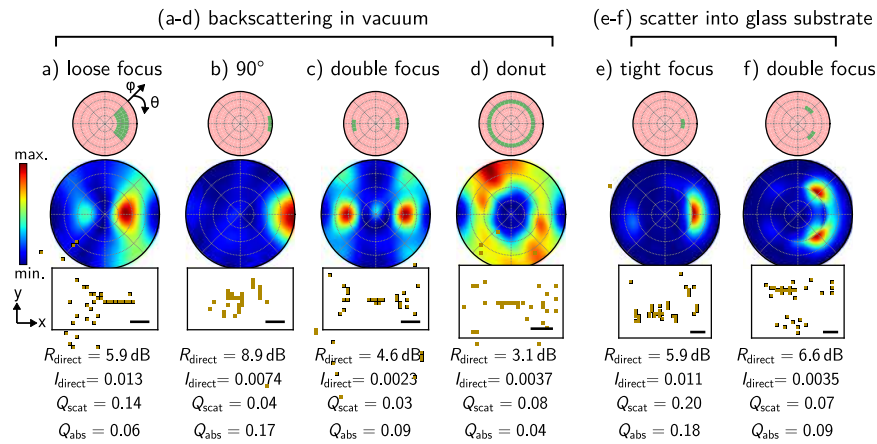 (a-d) backscattering in vacuum
(e-f) scatter into glass substrate
a) loose focus
b) 90°
c) double focus
d) donut
e) tight focus
f) double focus
φ
θ
max.
min.
y
x
R_direct = 5.9 dB
I_direct = 0.013
Q_scat = 0.14
Q_abs = 0.06
R_direct = 8.9 dB
I_direct = 0.0074
Q_scat = 0.04
Q_abs = 0.17
R_direct = 4.6 dB
I_direct = 0.0023
Q_scat = 0.03
Q_abs = 0.09
R_direct = 3.1 dB
I_direct = 0.0037
Q_scat = 0.08
Q_abs = 0.04
R_direct = 5.9 dB
I_direct = 0.011
Q_scat = 0.20
Q_abs = 0.18
R_direct = 6.6 dB
I_direct = 0.0035
Q_scat = 0.07
Q_abs = 0.09